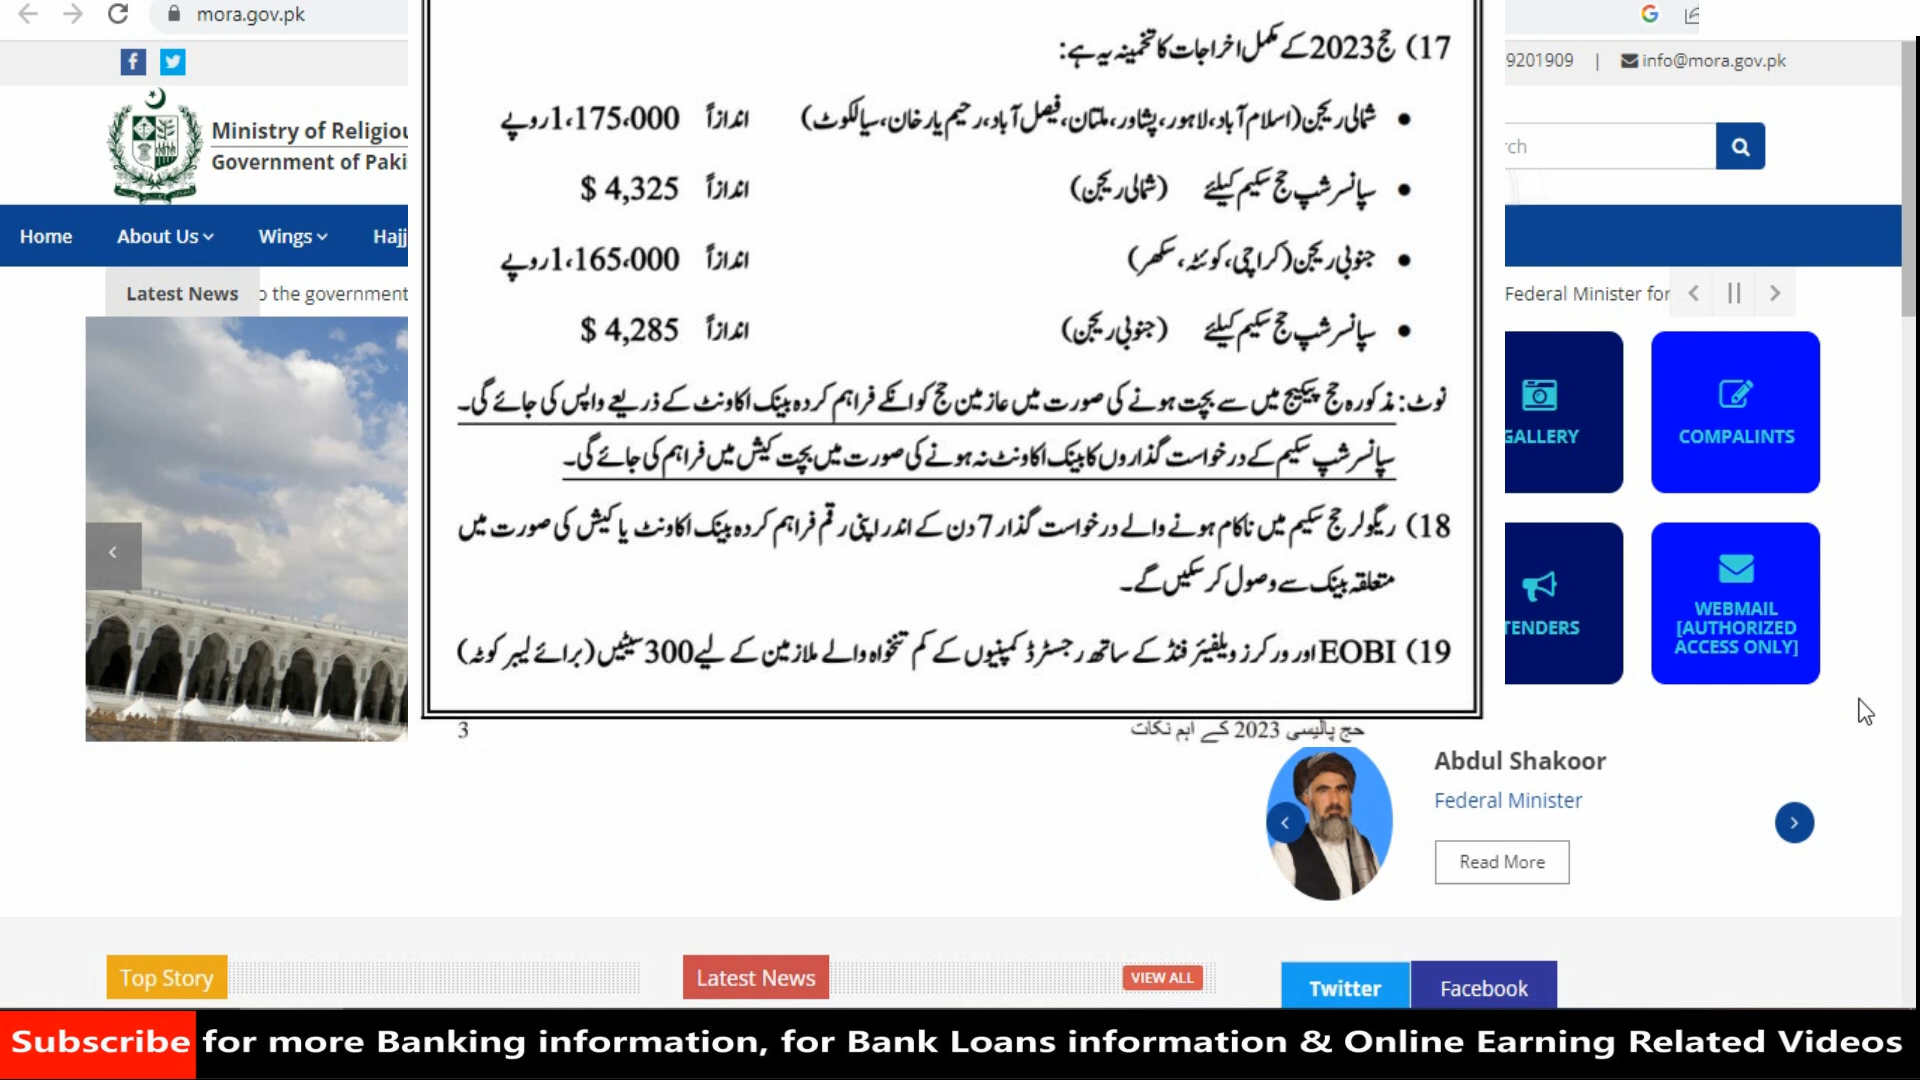 mora.gov.pk
9201909 | info@mora.gov.pk
Ministry of Religiou
Government of Paki
rch
Home About Us Wings Hajj
Latest News o the government
Federal Minister for
17) حج 2023 کے مکمل اخراجات کا تخمینہ یہ ہے:
• شمالی ریجن (اسلام آباد، لاہور، پشاور، ملتان، فیصل آباد، رحیم یار خان، سیالکوٹ) اندازاً 1،175،000 روپے
• سپانسر شپ حج سکیم کیلئے (شمالی ریجن) اندازاً 4,325 $
• جنوبی ریجن (کراچی، کوئٹہ، سکھر) اندازاً 1،165،000 روپے
• سپانسر شپ حج سکیم کیلئے (جنوبی ریجن) اندازاً 4,285 $
نوٹ: مذکورہ حج پیکیج میں سے بچت ہونے کی صورت میں عازمین حج کو انکے فراہم کردہ بینک اکاونٹ کے ذریعے واپس کی جائے گی۔
سپانسر شپ سکیم کے درخواست گذاروں کا بینک اکاونٹ نہ ہونے کی صورت میں بچت کیش میں فراہم کی جائے گی۔
18) ریگولر حج سکیم میں ناکام ہونے والے درخواست گذار 7 دن کے اندر اپنی رقم فراہم کردہ بینک اکاونٹ یا کیش کی صورت میں
متعلقہ بینک سے وصول کر سکیں گے۔
19) EOBI اور ورکرز ویلفیئر فنڈ کے ساتھ رجسٹرڈ کمپنیوں کے کم تنخواہ والے ملازمین کے لیے 300 سیٹیں (برائے لیبر کوٹہ)
حج پالیسی 2023 کے اہم نکات 3
GALLERY
COMPALINTS
TENDERS
WEBMAIL
[AUTHORIZED
ACCESS ONLY]
Abdul Shakoor
Federal Minister
Read More
Top Story
Latest News
VIEW ALL
Twitter
Facebook
Subscribe for more Banking information, for Bank Loans information & Online Earning Related Videos